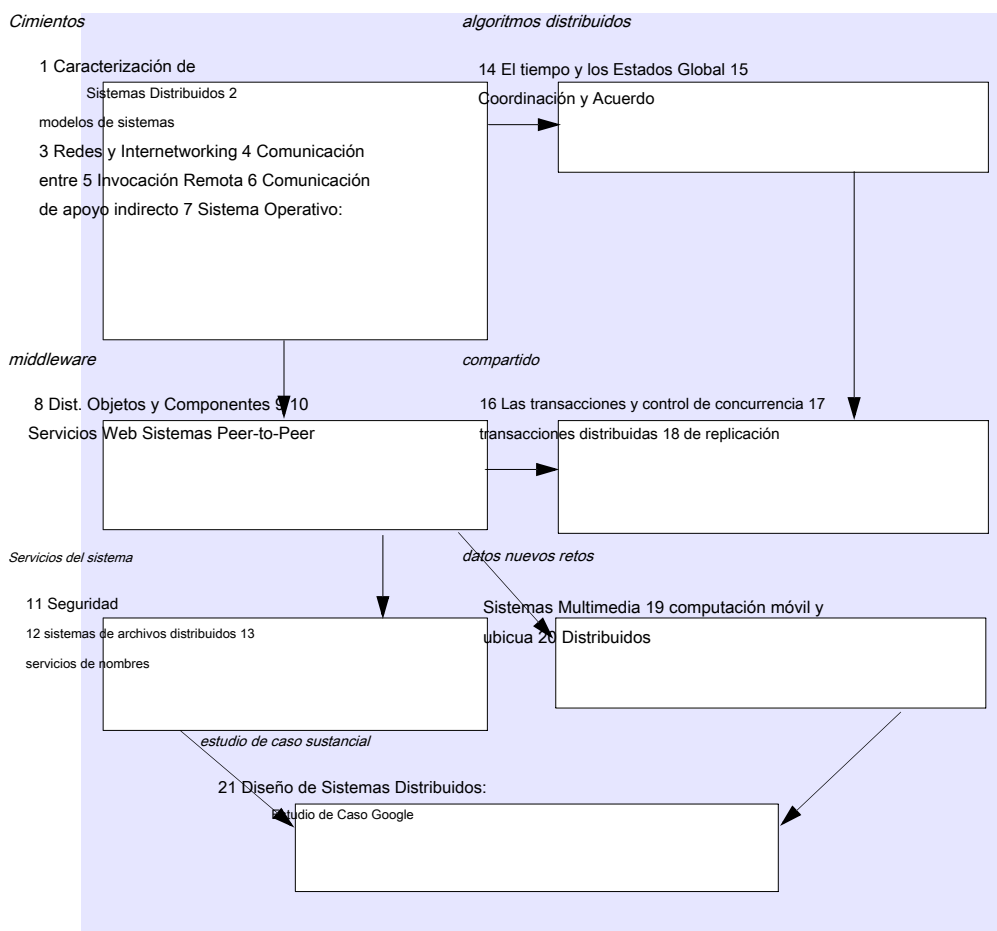 Cimientos
1 Caracterización de
Sistemas Distribuidos 2
modelos de sistemas
3 Redes y Internetworking 4 Comunicación
entre 5 Invocación Remota 6 Comunicación
de apoyo indirecto 7 Sistema Operativo:
algoritmos distribuidos
14 El tiempo y los Estados Global 15
Coordinación y Acuerdo
middleware
8 Dist. Objetos y Componentes 9 10
Servicios Web Sistemas Peer-to-Peer
compartido
16 Las transacciones y control de concurrencia 17
transacciones distribuidas 18 de replicación
Servicios del sistema
11 Seguridad
12 sistemas de archivos distribuidos 13
servicios de nombres
datos nuevos retos
Sistemas Multimedia 19 computación móvil y
ubicua 20 Distribuidos
estudio de caso sustancial
21 Diseño de Sistemas Distribuidos:
Estudio de Caso Google